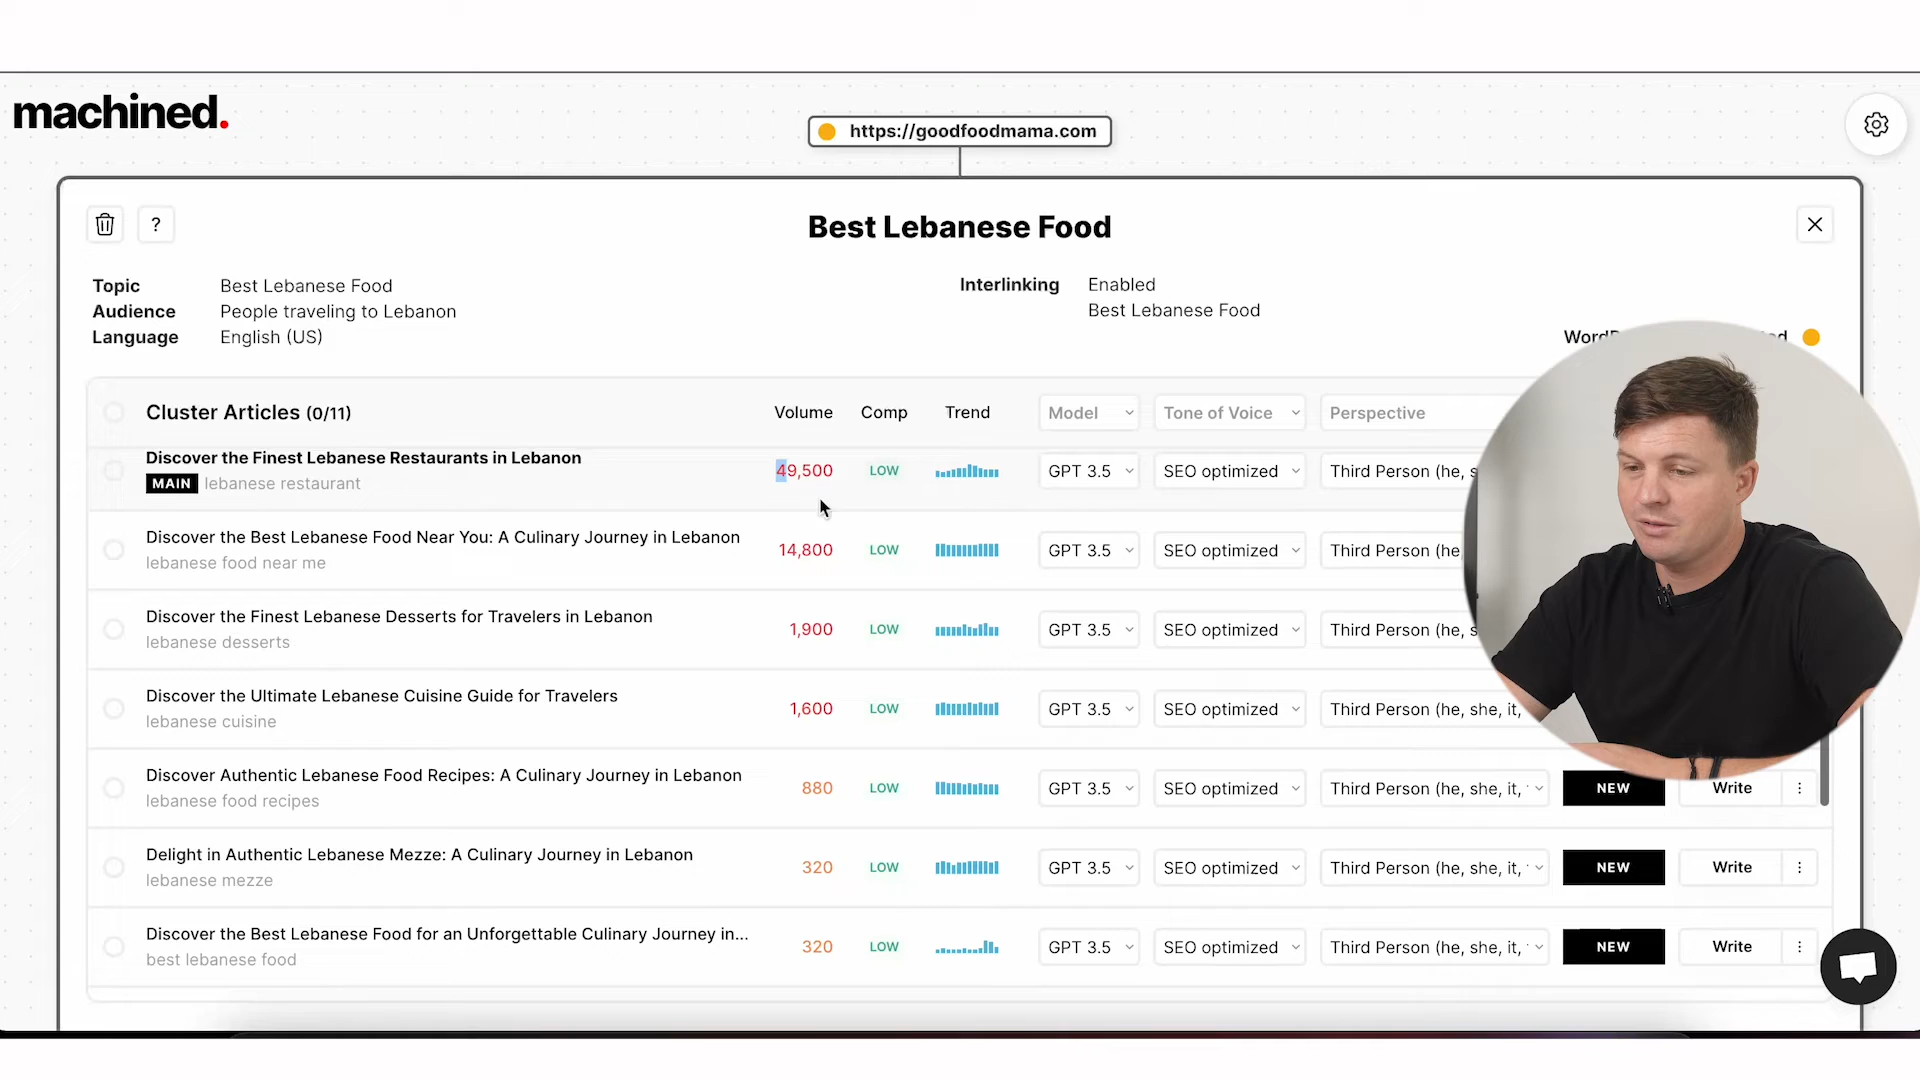 machined.
https://goodfoodmama.com
?
Best Lebanese Food
Topic Best Lebanese Food
Audience People traveling to Lebanon
Language English (US)
Interlinking Enabled
Best Lebanese Food
Cluster Articles (0/11) Volume Comp Trend Model Tone of Voice Perspective
Discover the Finest Lebanese Restaurants in Lebanon
MAIN lebanese restaurant 49,500 LOW GPT 3.5 SEO optimized Third Person (he, s
Discover the Best Lebanese Food Near You: A Culinary Journey in Lebanon
lebanese food near me 14,800 LOW GPT 3.5 SEO optimized Third Person (he,
Discover the Finest Lebanese Desserts for Travelers in Lebanon
lebanese desserts 1,900 LOW GPT 3.5 SEO optimized Third Person (he, s
Discover the Ultimate Lebanese Cuisine Guide for Travelers
lebanese cuisine 1,600 LOW GPT 3.5 SEO optimized Third Person (he, she, it,
Discover Authentic Lebanese Food Recipes: A Culinary Journey in Lebanon
lebanese food recipes 880 LOW GPT 3.5 SEO optimized Third Person (he, she, it, NEW Write
Delight in Authentic Lebanese Mezze: A Culinary Journey in Lebanon
lebanese mezze 320 LOW GPT 3.5 SEO optimized Third Person (he, she, it, NEW Write
Discover the Best Lebanese Food for an Unforgettable Culinary Journey in...
best lebanese food 320 LOW GPT 3.5 SEO optimized Third Person (he, she, it, NEW Write